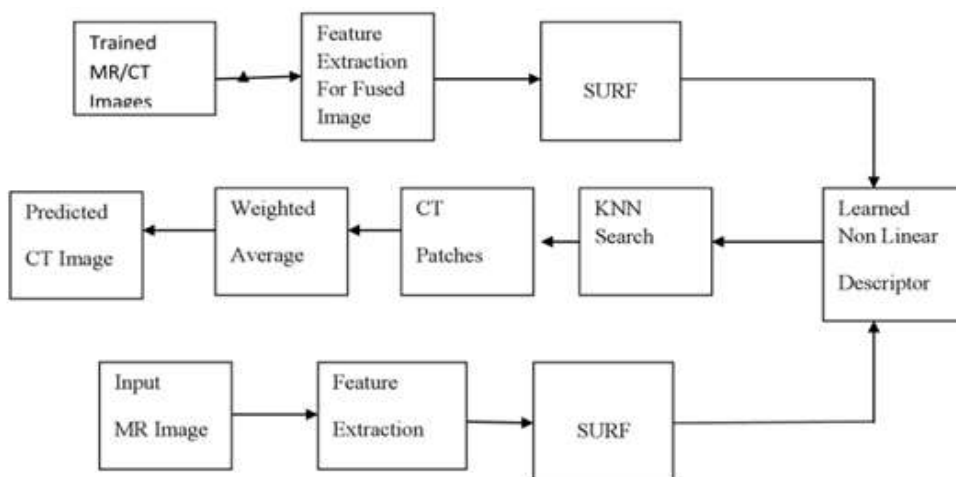 Trained
MR/CT
Images
Feature
Extraction
For Fused
Image
SURF
Predicted
CT Image
Weighted
Average
CT
Patches
KNN
Search
Learned
Non Linear
Descriptor
Input
MR Image
Feature
Extraction
SURF